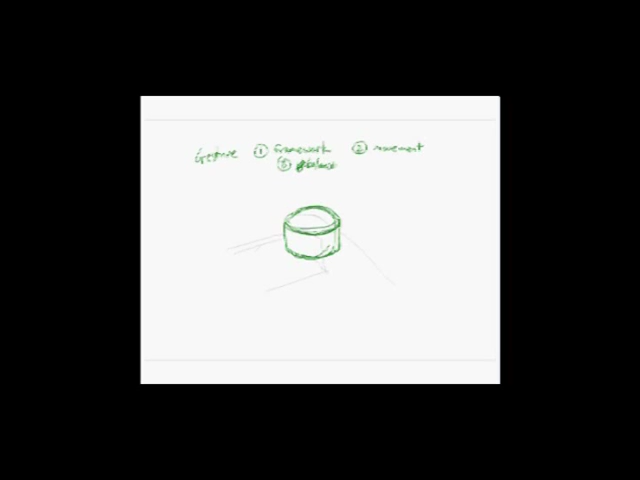 Gesture ① framework ② movement
③ balance